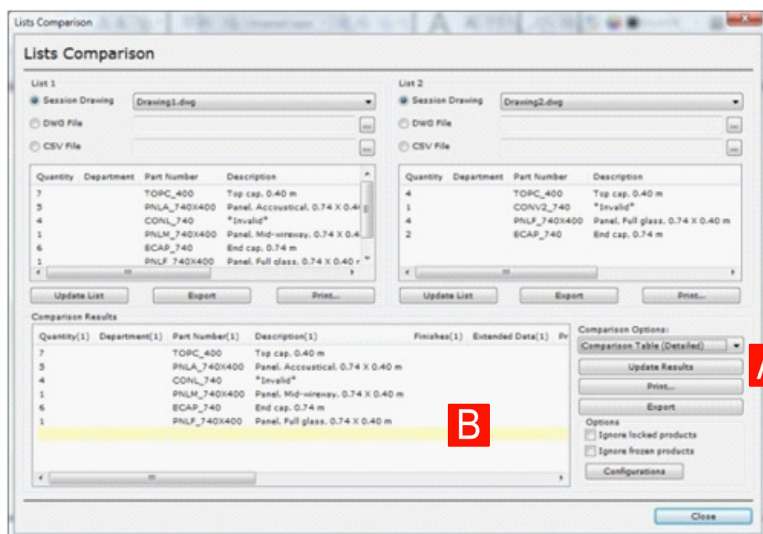 Lists Comparison
Lists Comparison
List 1
Session Drawing Drawing1.dwg
DWG File ...
CSV File ...
Quantity Department Part Number Description
7 TOPC_400 Top cap. 0.40 m
5 PNLA_740X400 Panel. Accoustical. 0.74 X 0.4
4 CONL_740 *Invalid*
1 PNLM_740X400 Panel. Mid-wireway. 0.74 X 0.4
6 ECAP_740 End cap. 0.74 m
1 PNLF_740X400 Panel. Full glass. 0.74 X 0.40 r
Update List Export Print...
List 2
Session Drawing Drawing2.dwg
DWG File ...
CSV File ...
Quantity Department Part Number Description
4 TOPC_400 Top cap. 0.40 m
1 CONV2_740 *Invalid*
4 PNLF_740X400 Panel. Full glass. 0.74 X 0.40 m
2 ECAP_740 End cap. 0.74 m
Update List Export Print...
Comparison Results
Quantity(1) Department(1) Part Number(1) Description(1) Finishes(1) Extended Data(1) Pr
7 TOPC_400 Top cap. 0.40 m
5 PNLA_740X400 Panel. Accoustical. 0.74 X 0.40 m
4 CONL_740 *Invalid*
1 PNLM_740X400 Panel. Mid-wireway. 0.74 X 0.40 m
6 ECAP_740 End cap. 0.74 m
1 PNLF_740X400 Panel. Full glass. 0.74 X 0.40 m
B
Comparison Options:
Comparison Table (Detailed)
Update Results
A
Print...
Export
Options
Ignore locked products
Ignore frozen products
Configurations
Close